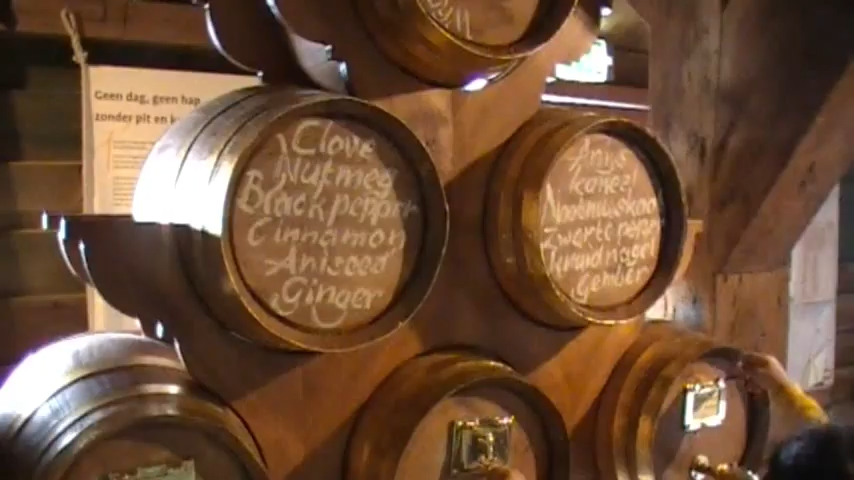 Geen dag, geen hap
zonder pit en
Clove
Nutmeg
Black pepper
Cinnamon
Aniseed
Ginger
Anijs
kaneel
Nootmuskaat
Zwarte peper
kruidnagel
Gember